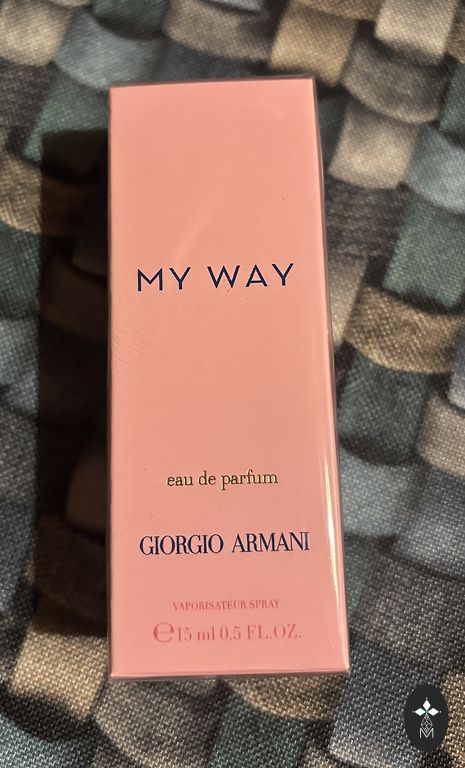 MY WAY
eau de parfum
GIORGIO ARMANI
VAPORISATEUR SPRAY
℮15 ml 0.5 FL.OZ.
M